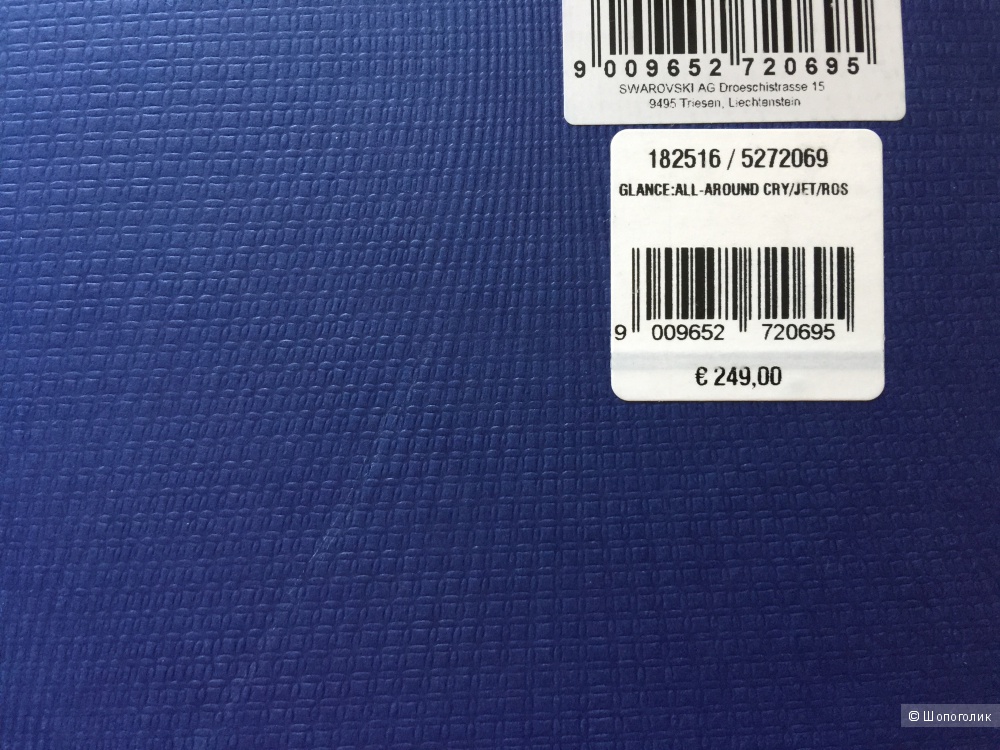 9 009652 720695
SWAROVSKI AG Droeschistrasse 15
9495 Triesen, Liechtenstein
182516 / 5272069
GLANCE:ALL-AROUND CRY/JET/ROS
9 009652 720695
€ 249,00
© Шопоголик